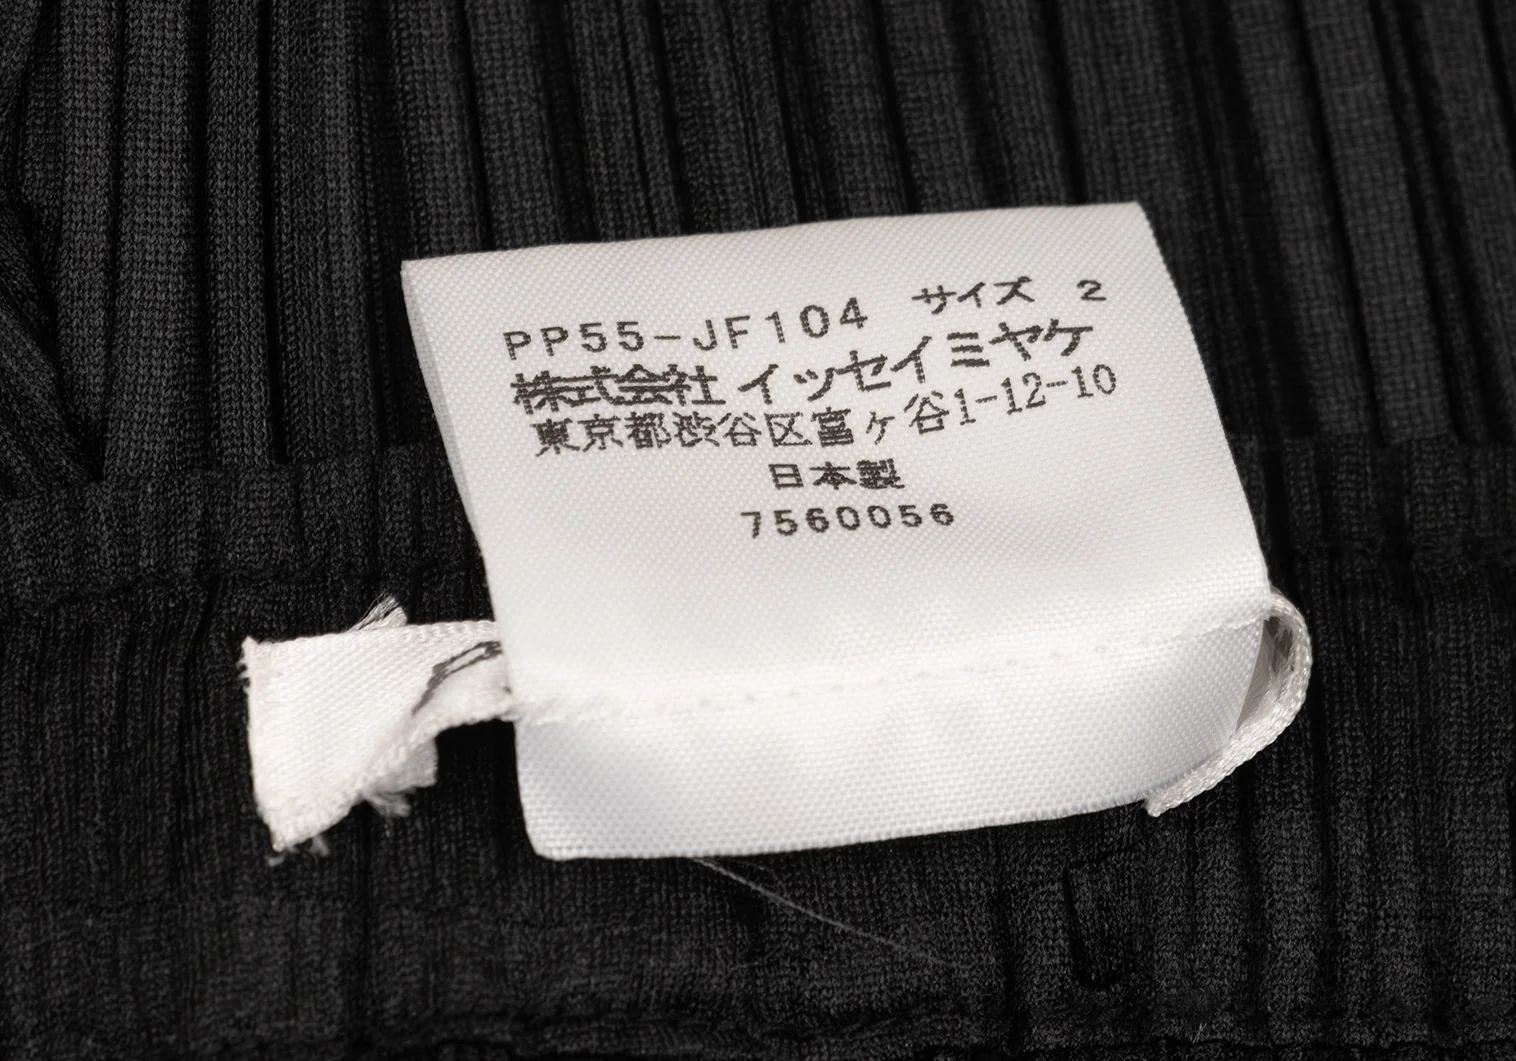 PP55-JF104 サイズ 2
株式会社 イッセイミヤケ
東京都渋谷区富ヶ谷1-12-10
日本製
7560056